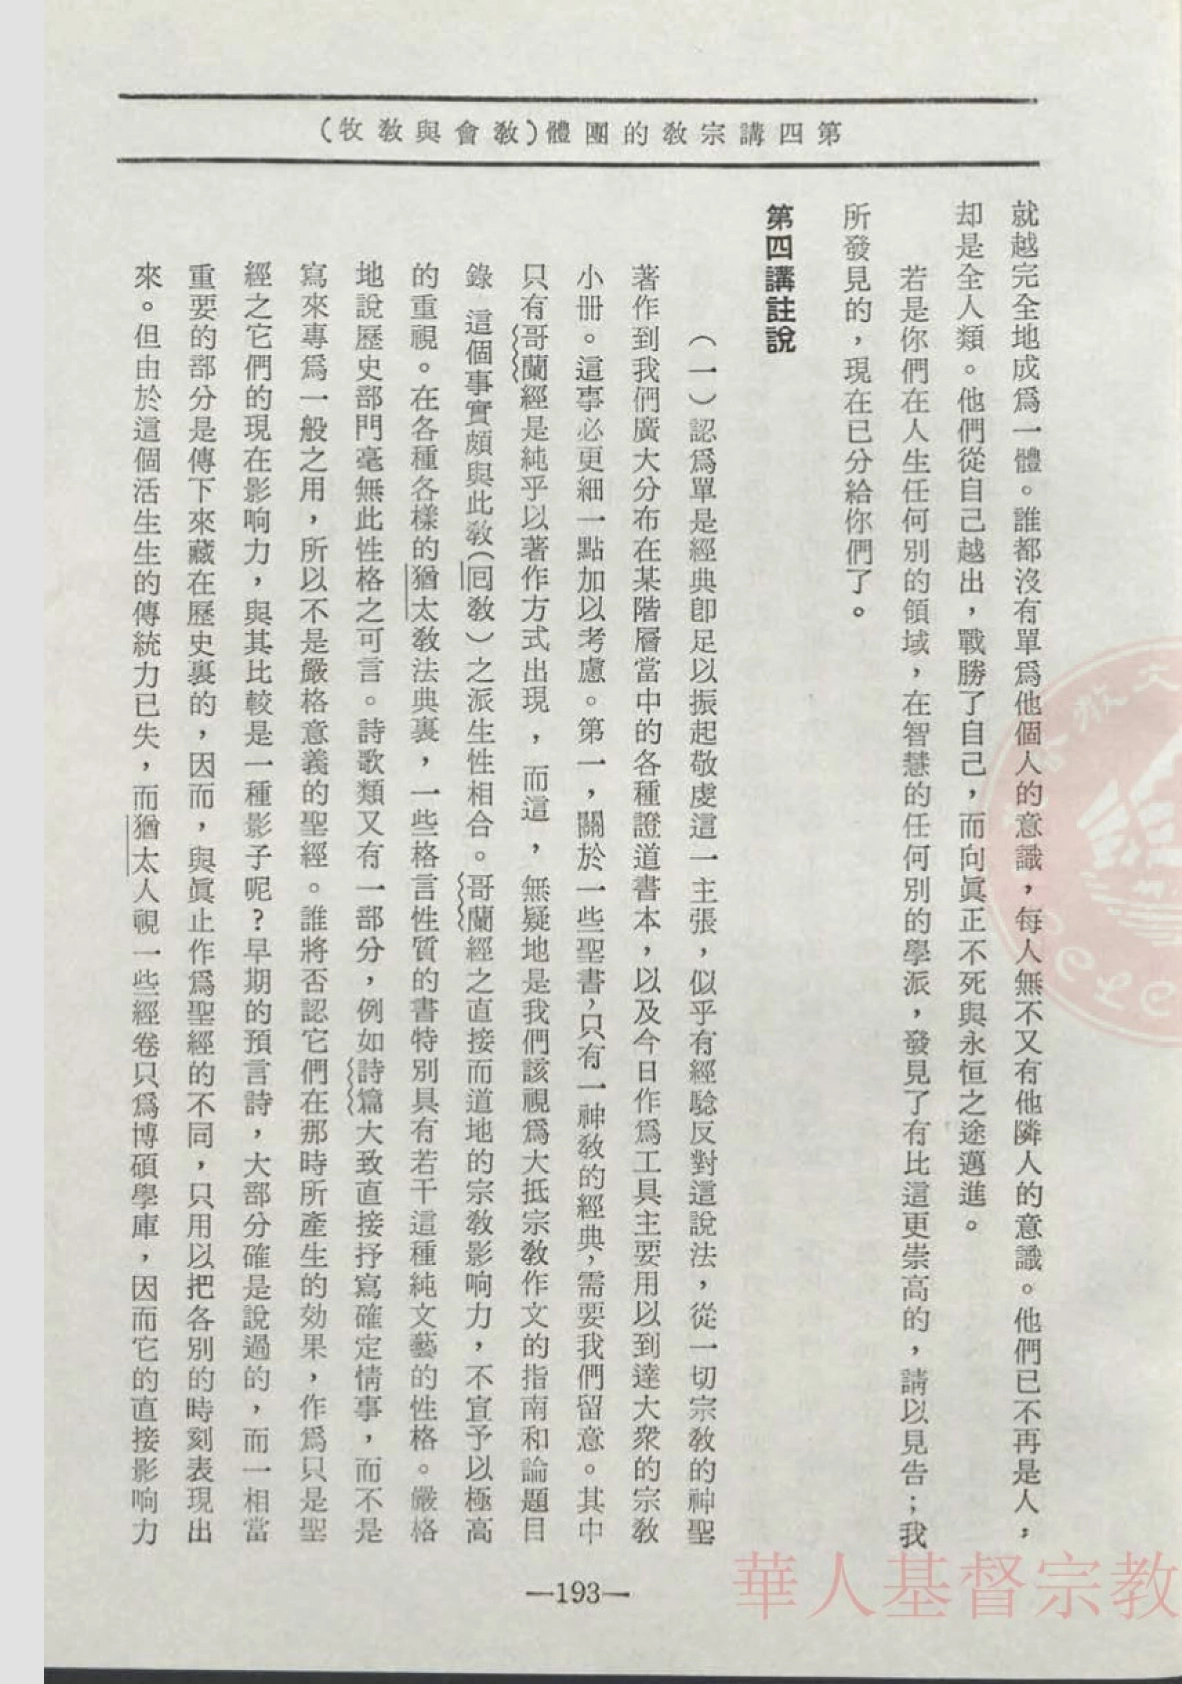 第四講宗敎的團體(敎會與敎牧)
就越完全地成爲一體。誰都沒有單爲他個人的意識，每人無不又有他隣人的意識。他們已不再是人，
却是全人類。他們從自己越出，戰勝了自己，而向眞正不死與永恒之途邁進。
若是你們在人生任何別的領域，在智慧的任何別的學派，發見了有比這更崇高的，請以見告；我
所發見的，現在已分給你們了。
第四講註說
（一）認爲單是經典卽足以振起敬虔這一主張，似乎有經驗反對這說法，從一切宗敎的神聖
著作到我們廣大分布在某階層當中的各種證道書本，以及今日作爲工具主要用以到達大衆的宗敎
小册。這事必更細一點加以考慮。第一，關於一些聖書，只有一神敎的經典，需要我們留意。其中
只有哥蘭經是純乎以著作方式出現，而這，無疑地是我們該視爲大抵宗敎作文的指南和論題目
錄 這個事實頗與此敎（回敎）之派生性相合。哥蘭經之直接而道地的宗敎影响力，不宜予以極高
的重視。在各種各樣的猶太敎法典裏，一些格言性質的書特別具有若干這種純文藝的性格。嚴格
地說歷史部門毫無此性格之可言。詩歌類又有一部分，例如詩篇大致直接抒寫確定情事，而不是
寫來專爲一般之用，所以不是嚴格意義的聖經。誰將否認它們在那時所產生的効果，作爲只是聖
經之它們的現在影响力，與其比較是一種影子呢？早期的預言詩，大部分確是說過的，而一相當
重要的部分是傳下來藏在歷史裏的，因而，與眞止作爲聖經的不同，只用以把各別的時刻表現出
來。但由於這個活生生的傳統力已失，而猶太人視一些經卷只爲博碩學庫，因而它的直接影响力
—193—
華人基督宗教